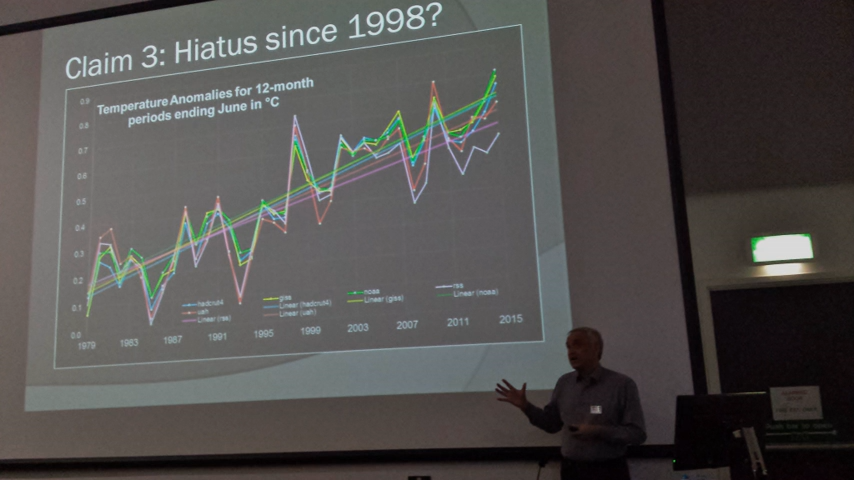 Claim 3: Hiatus since 1998?
Temperature Anomalies for 12-month
periods ending June in °C
0.9
0.8
0.7
0.6
0.5
0.4
0.3
0.2
0.1
0.0
hadcrut4
giss
noaa
rss
uah
Linear (hadcrut4)
Linear (giss)
Linear (noaa)
Linear (rss)
Linear (uah)
1979
1983
1987
1991
1995
1999
2003
2007
2011
2015